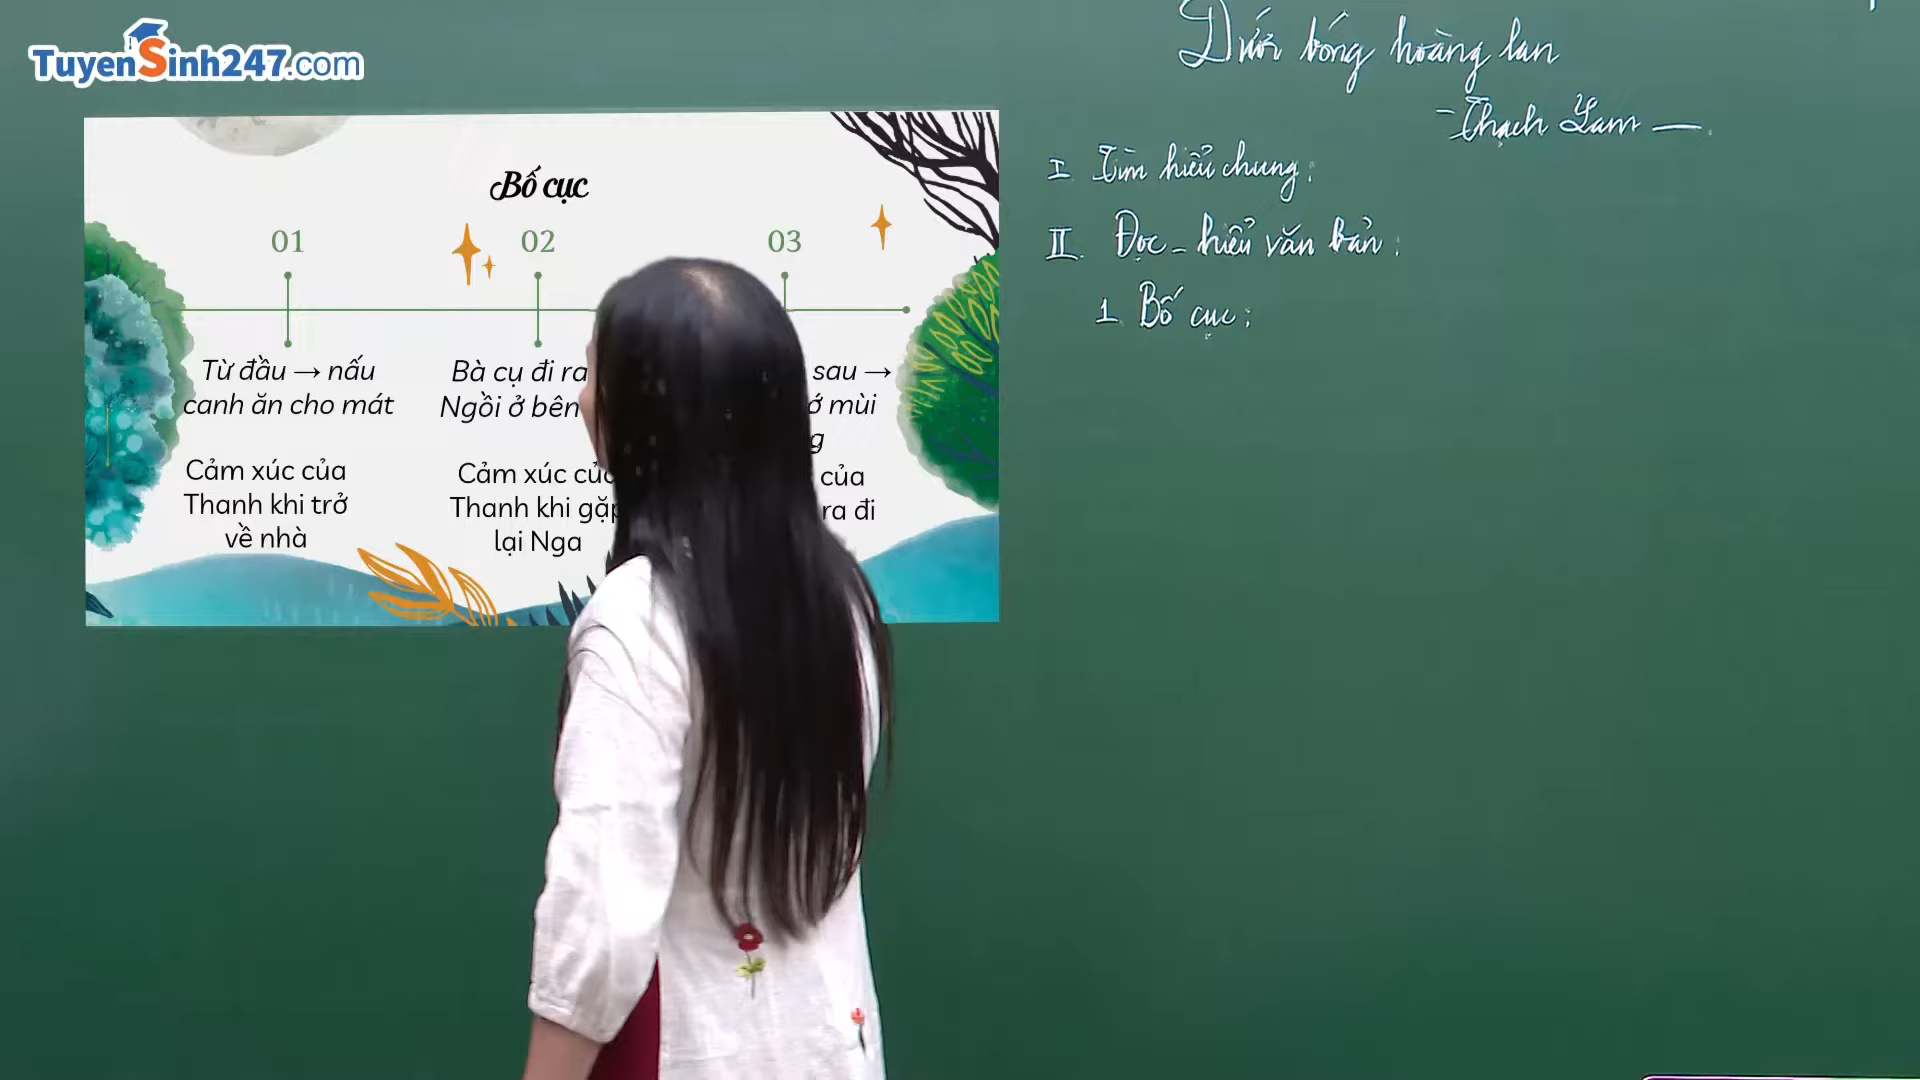 TuyenSinh247.com
Bố cục
01
02
03
Từ đầu → nấu
canh ăn cho mát
Cảm xúc của
Thanh khi trở
về nhà
Bà cụ đi ra
Ngồi ở bên
Cảm xúc của
Thanh khi gặp
lại Nga
sau →
mùi
của
ra đi
Dưới bóng hoàng lan
- Thạch Lam -
I. Tìm hiểu chung:
II. Đọc - hiểu văn bản:
1. Bố cục: